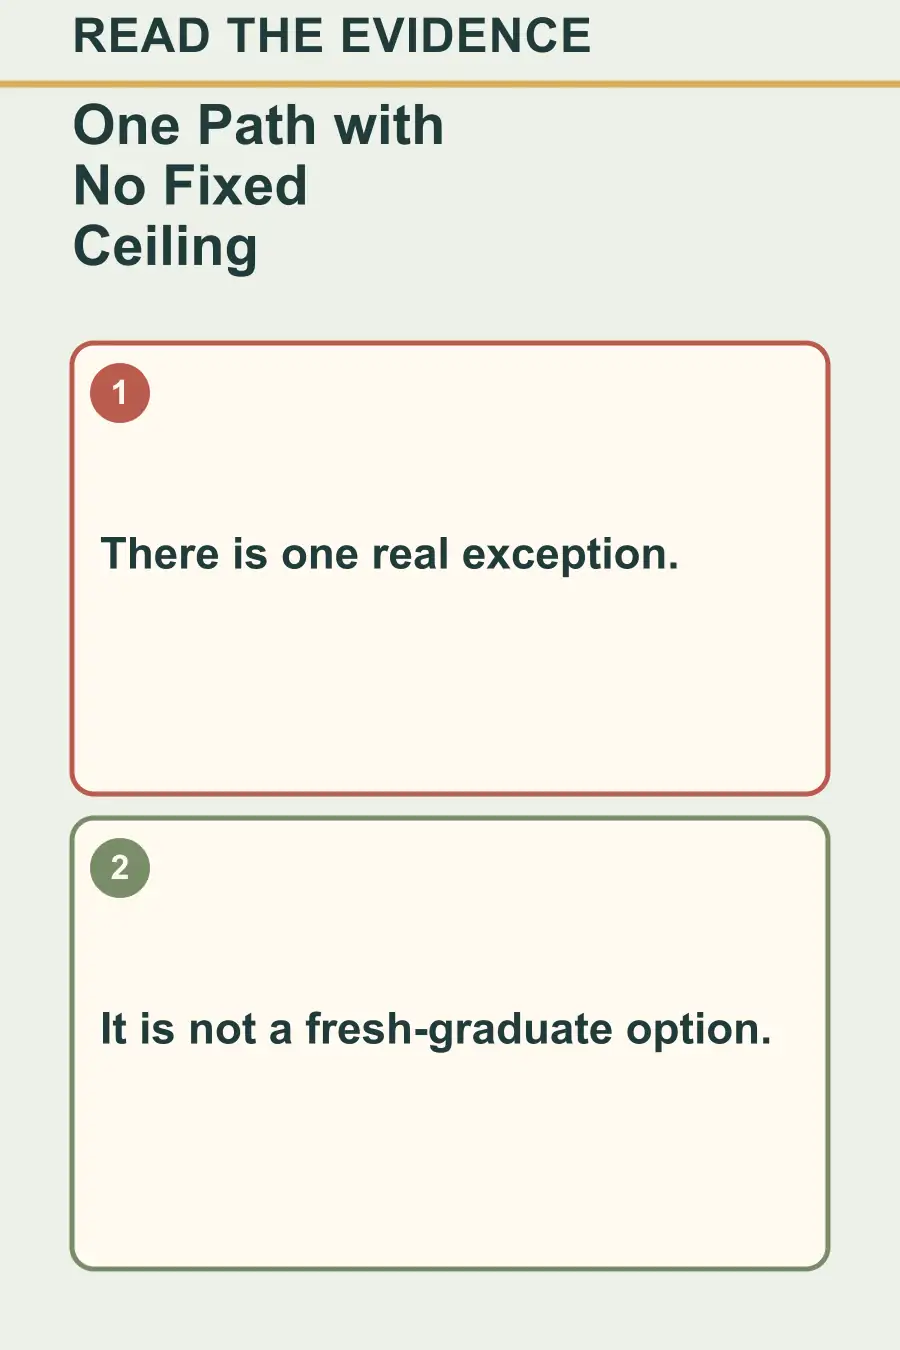 READ THE EVIDENCE
One Path with
No Fixed
Ceiling
1
There is one real exception.
2
It is not a fresh-graduate option.